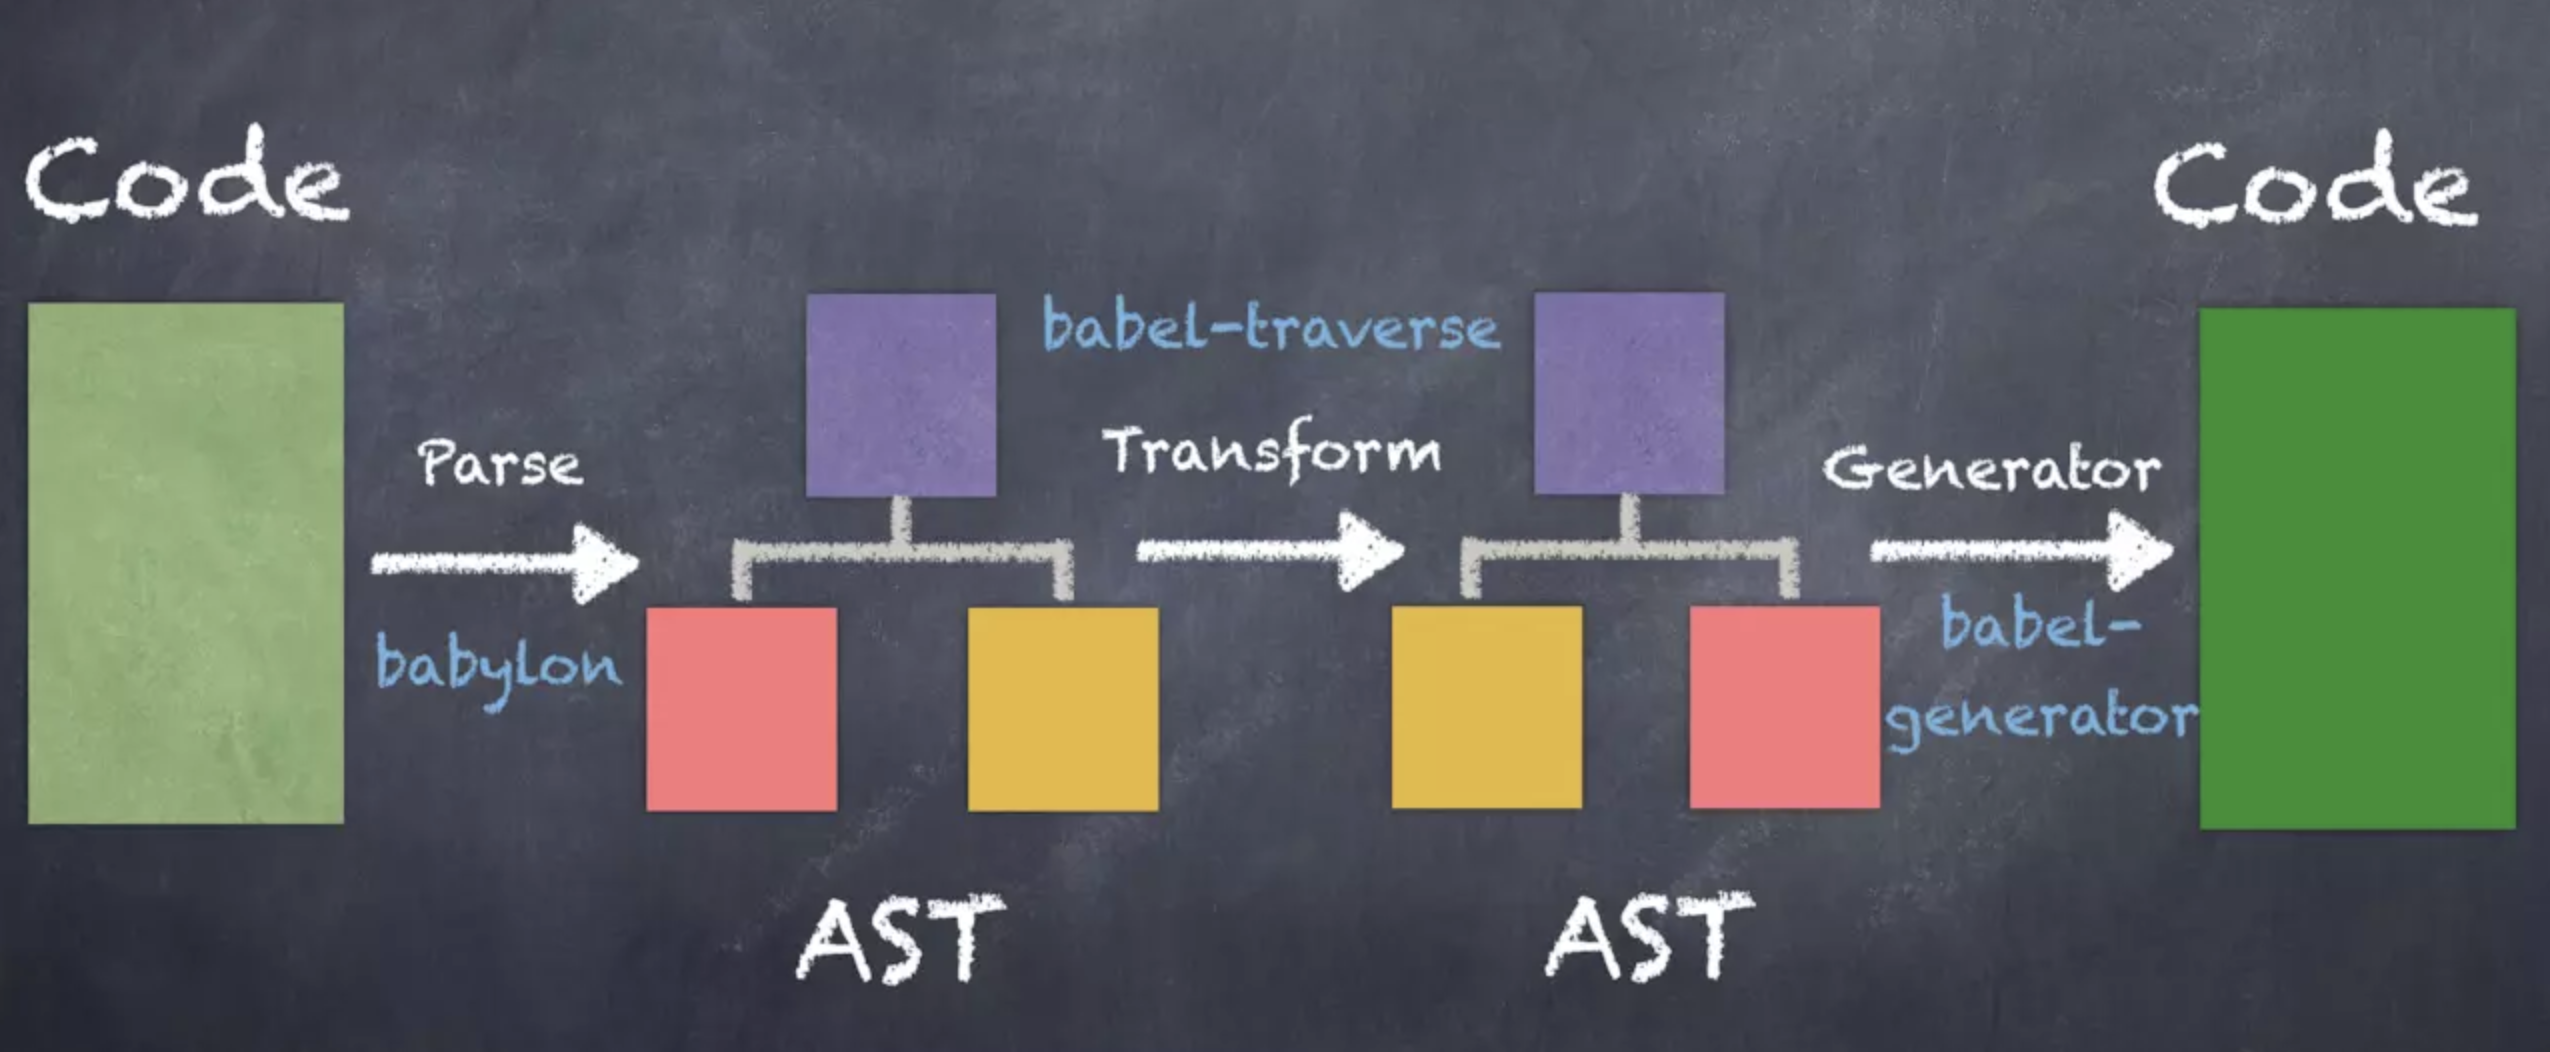 Code
Parse
babylon
babel-traverse
Transform
AST
AST
Generator
babel-
generator
Code